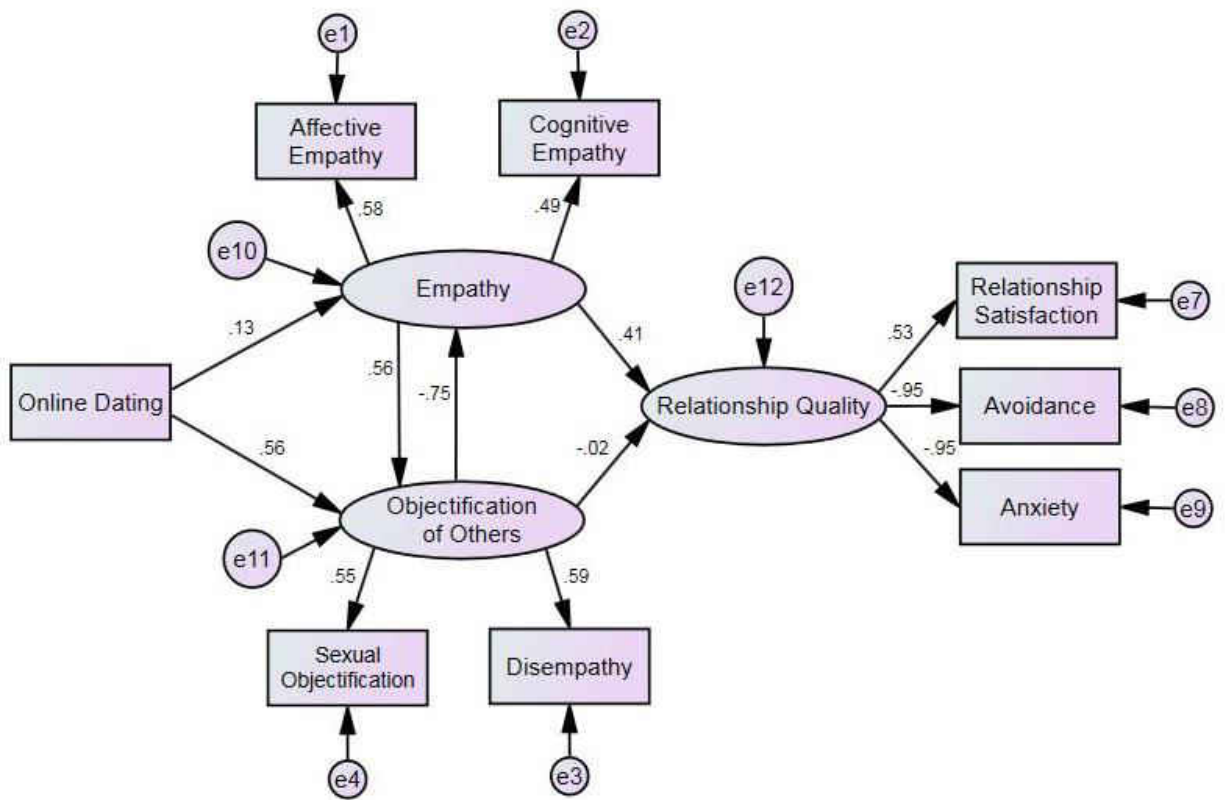 e1
e2
Affective
Empathy
Cognitive
Empathy
.58
.49
e10
Empathy
e12
Relationship
Satisfaction
e7
.13
.41
.53
.56
-.75
Online Dating
Relationship Quality
-.95
Avoidance
e8
.56
-.02
-.95
Objectification
of Others
Anxiety
e9
e11
.55
.59
Sexual
Objectification
Disempathy
e4
e3